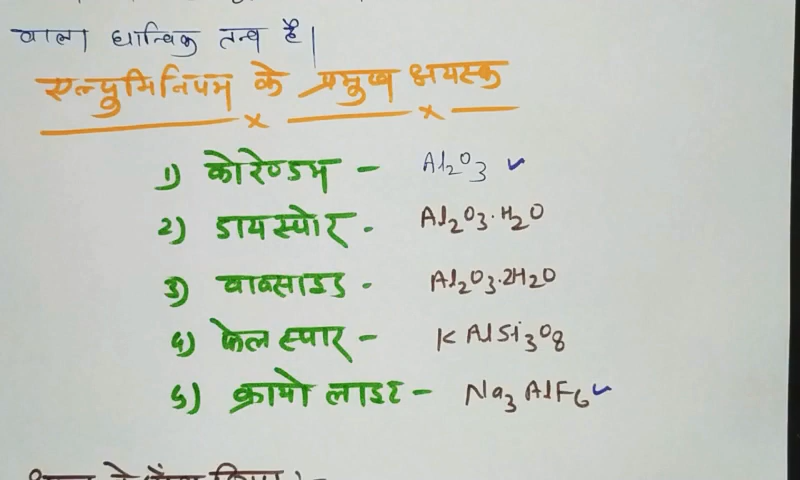 वाला धात्विक तत्व है।
एल्युमिनियम के प्रमुख अयस्क
1) कोरेण्डम - Al₂O₃ ✓
2) डायस्पोर - Al₂O₃.H₂O
3) बाक्साइड - Al₂O₃.2H₂O
4) फेलस्पार - KAlSi₃O₈
5) क्रायोलाइट - Na₃AlF₆ ✓